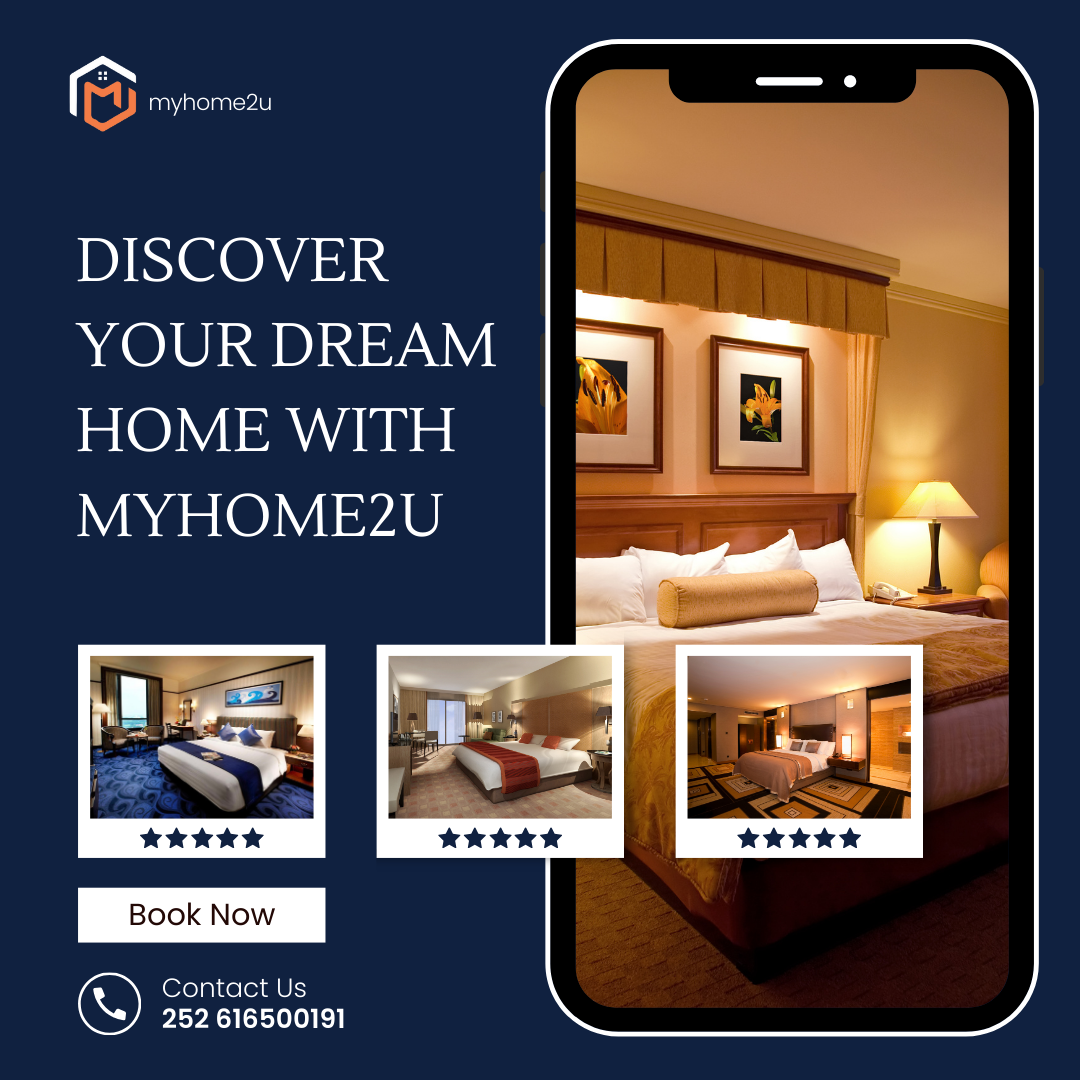 myhome2u
DISCOVER
YOUR DREAM
HOME WITH
MYHOME2U
Book Now
Contact Us
252 616500191